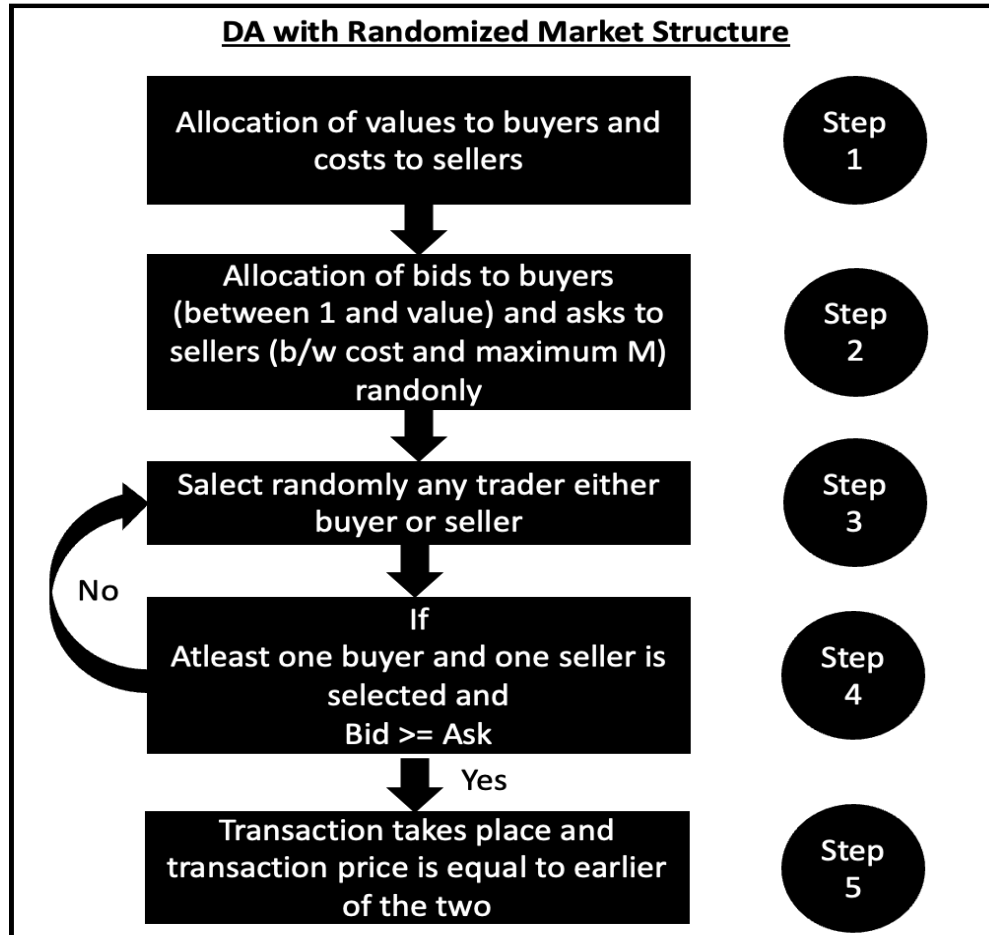 DA with Randomized Market Structure
Allocation of values to buyers and
costs to sellers
Step
1
Allocation of bids to buyers
(between 1 and value) and asks to
sellers (b/w cost and maximum M)
randonly
Step
2
Salect randomly any trader either
buyer or seller
Step
3
No
If
Atleast one buyer and one seller is
selected and
Bid >= Ask
Step
4
Yes
Transaction takes place and
transaction price is equal to earlier
of the two
Step
5